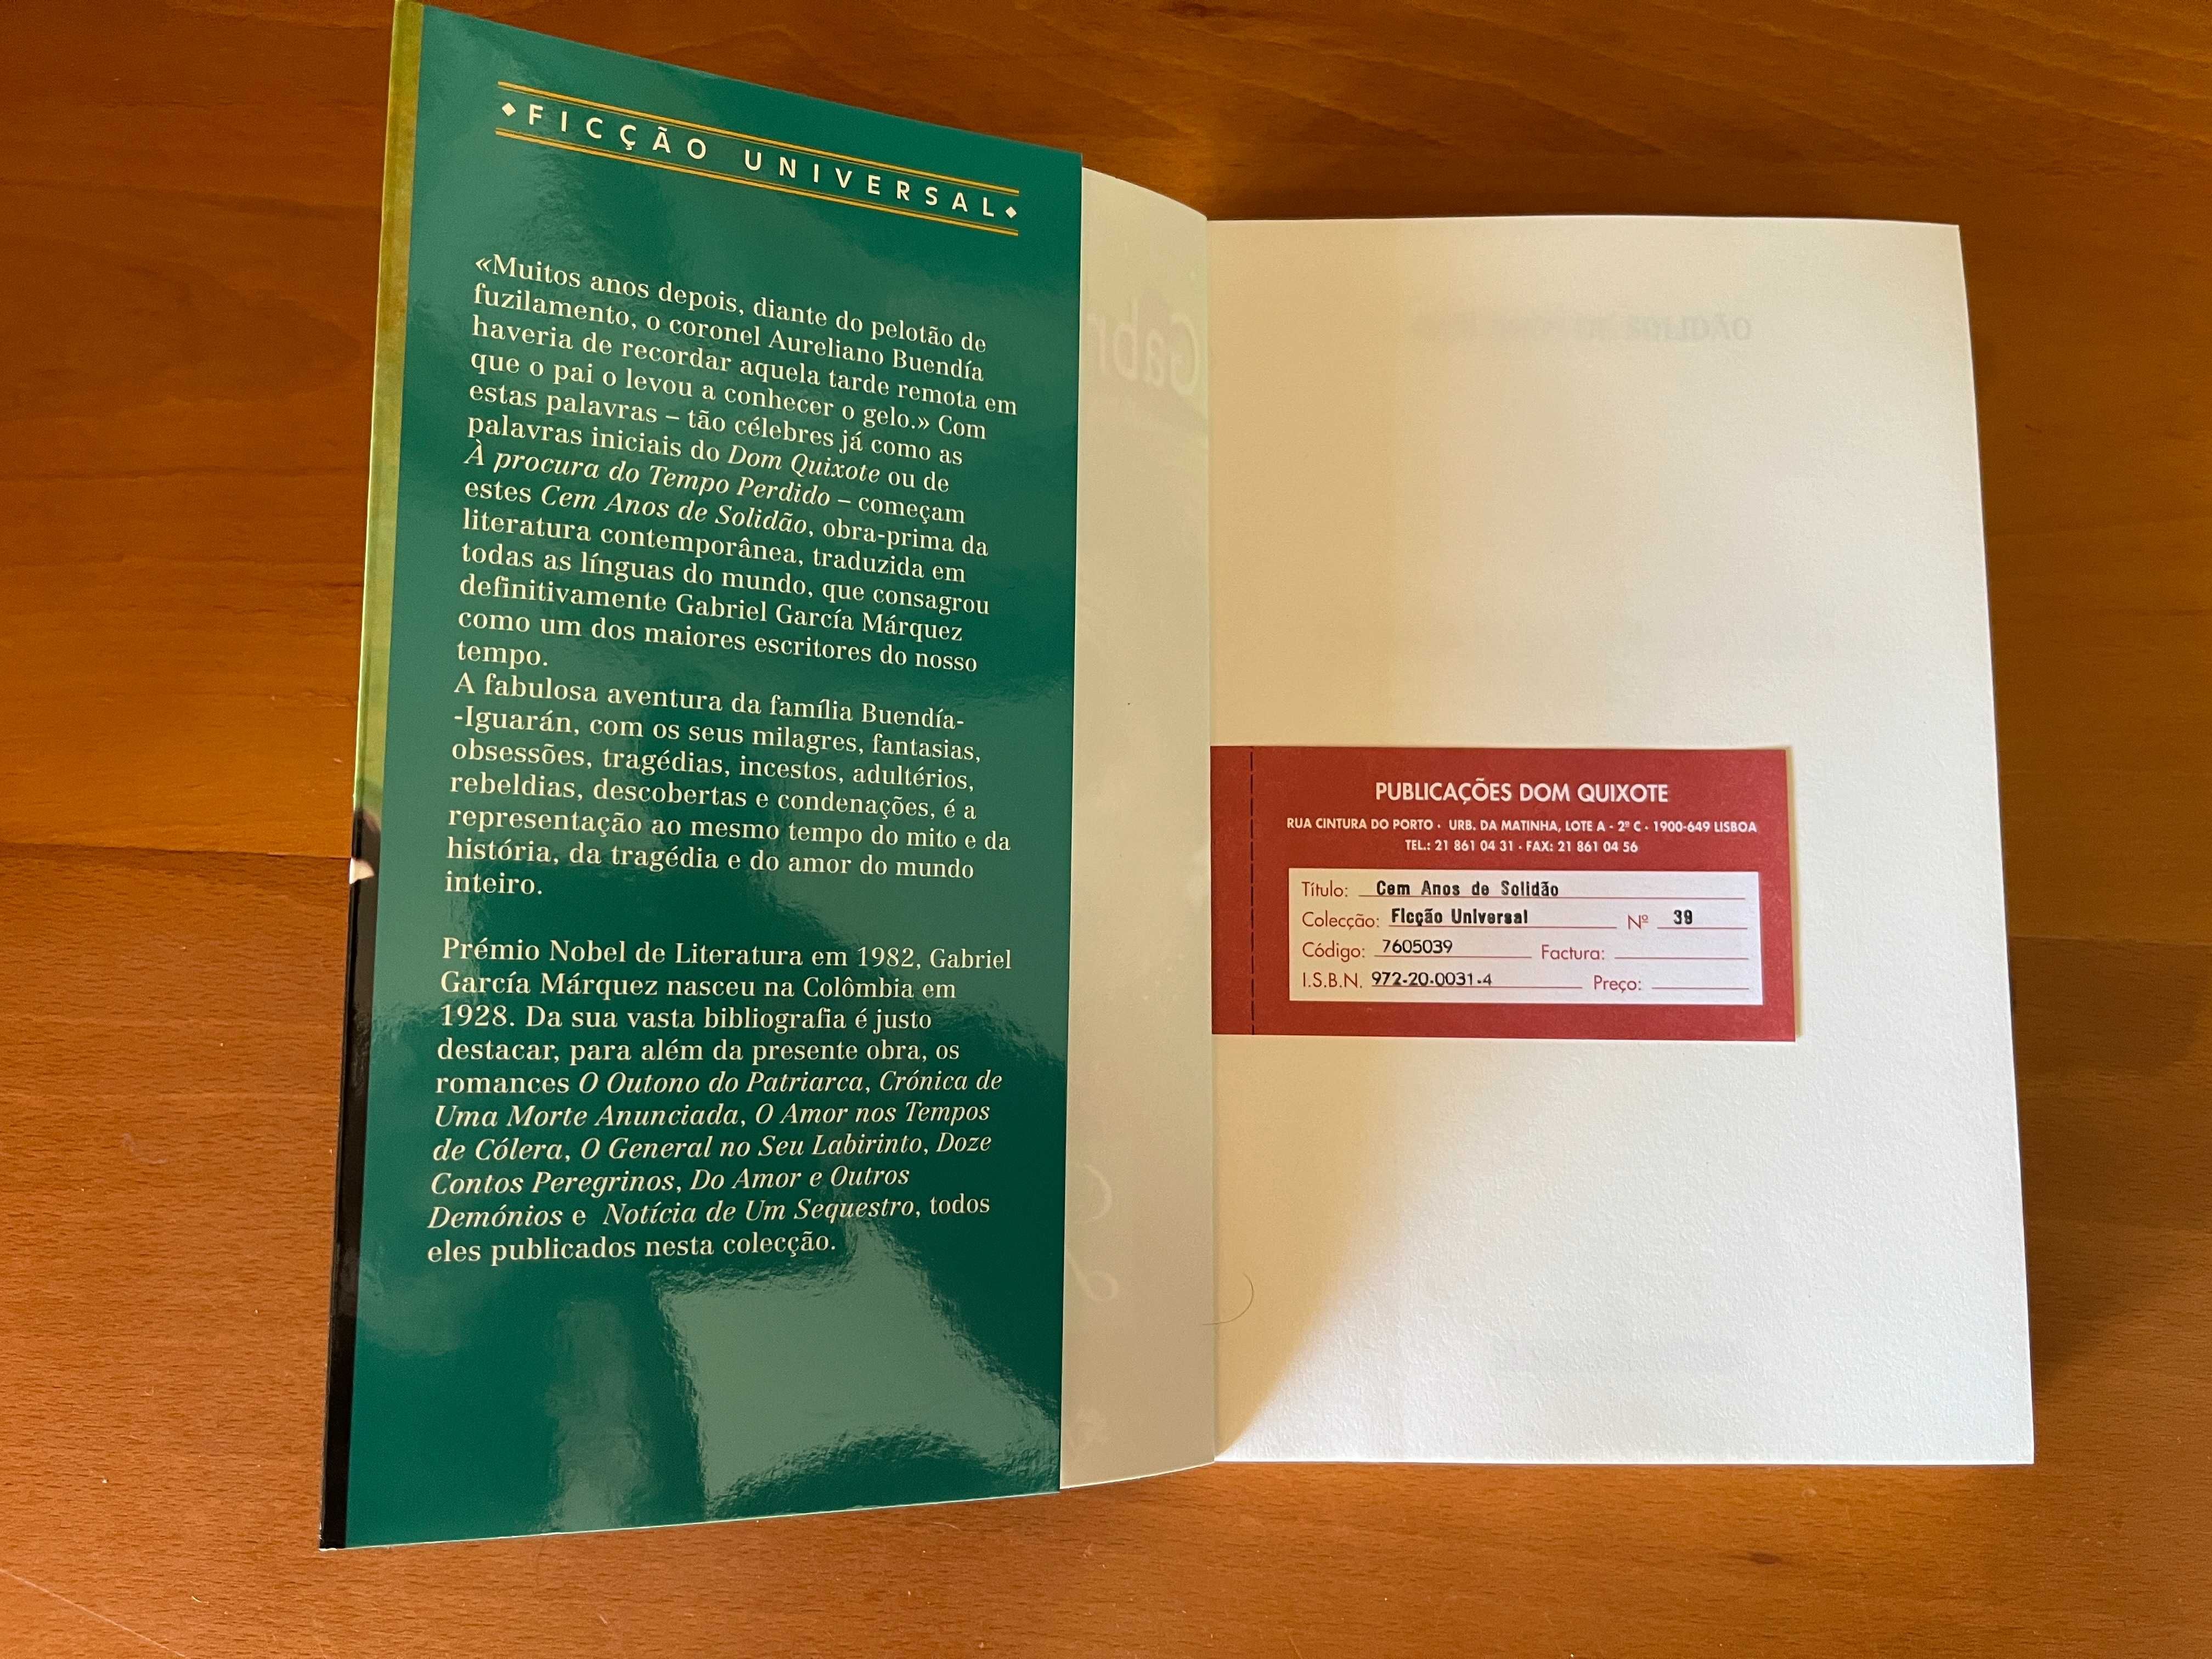 FICÇÃO UNIVERSAL
«Muitos anos depois, diante do pelotão de
fuzilamento, o coronel Aureliano Buendía
haveria de recordar aquela tarde remota em
que o pai o levou a conhecer o gelo.» Com
estas palavras – tão célebres já como as
palavras iniciais do Dom Quixote ou de
À procura do Tempo Perdido – começam
estes Cem Anos de Solidão, obra-prima da
literatura contemporânea, traduzida em
todas as línguas do mundo, que consagrou
definitivamente Gabriel García Márquez
como um dos maiores escritores do nosso
tempo.
A fabulosa aventura da família Buendía-
-Iguarán, com os seus milagres, fantasias,
obsessões, tragédias, incestos, adultérios,
rebeldias, descobertas e condenações, é a
representação ao mesmo tempo do mito e da
história, da tragédia e do amor do mundo
inteiro.
Prémio Nobel de Literatura em 1982, Gabriel
García Márquez nasceu na Colômbia em
1928. Da sua vasta bibliografia é justo
destacar, para além da presente obra, os
romances O Outono do Patriarca, Crónica de
Uma Morte Anunciada, O Amor nos Tempos
de Cólera, O General no Seu Labirinto, Doze
Contos Peregrinos, Do Amor e Outros
Demónios e Notícia de Um Sequestro, todos
eles publicados nesta colecção.
Gabr
PUBLICAÇÕES DOM QUIXOTE
RUA CINTURA DO PORTO · URB. DA MATINHA, LOTE A - 2º C · 1900-649 LISBOA
TEL.: 21 861 04 31 · FAX: 21 861 04 56
Título: Cem Anos de Solidão
Colecção: Ficção Universal Nº 39
Código: 7605039 Factura:
I.S.B.N. 972-20-0031-4 Preço: